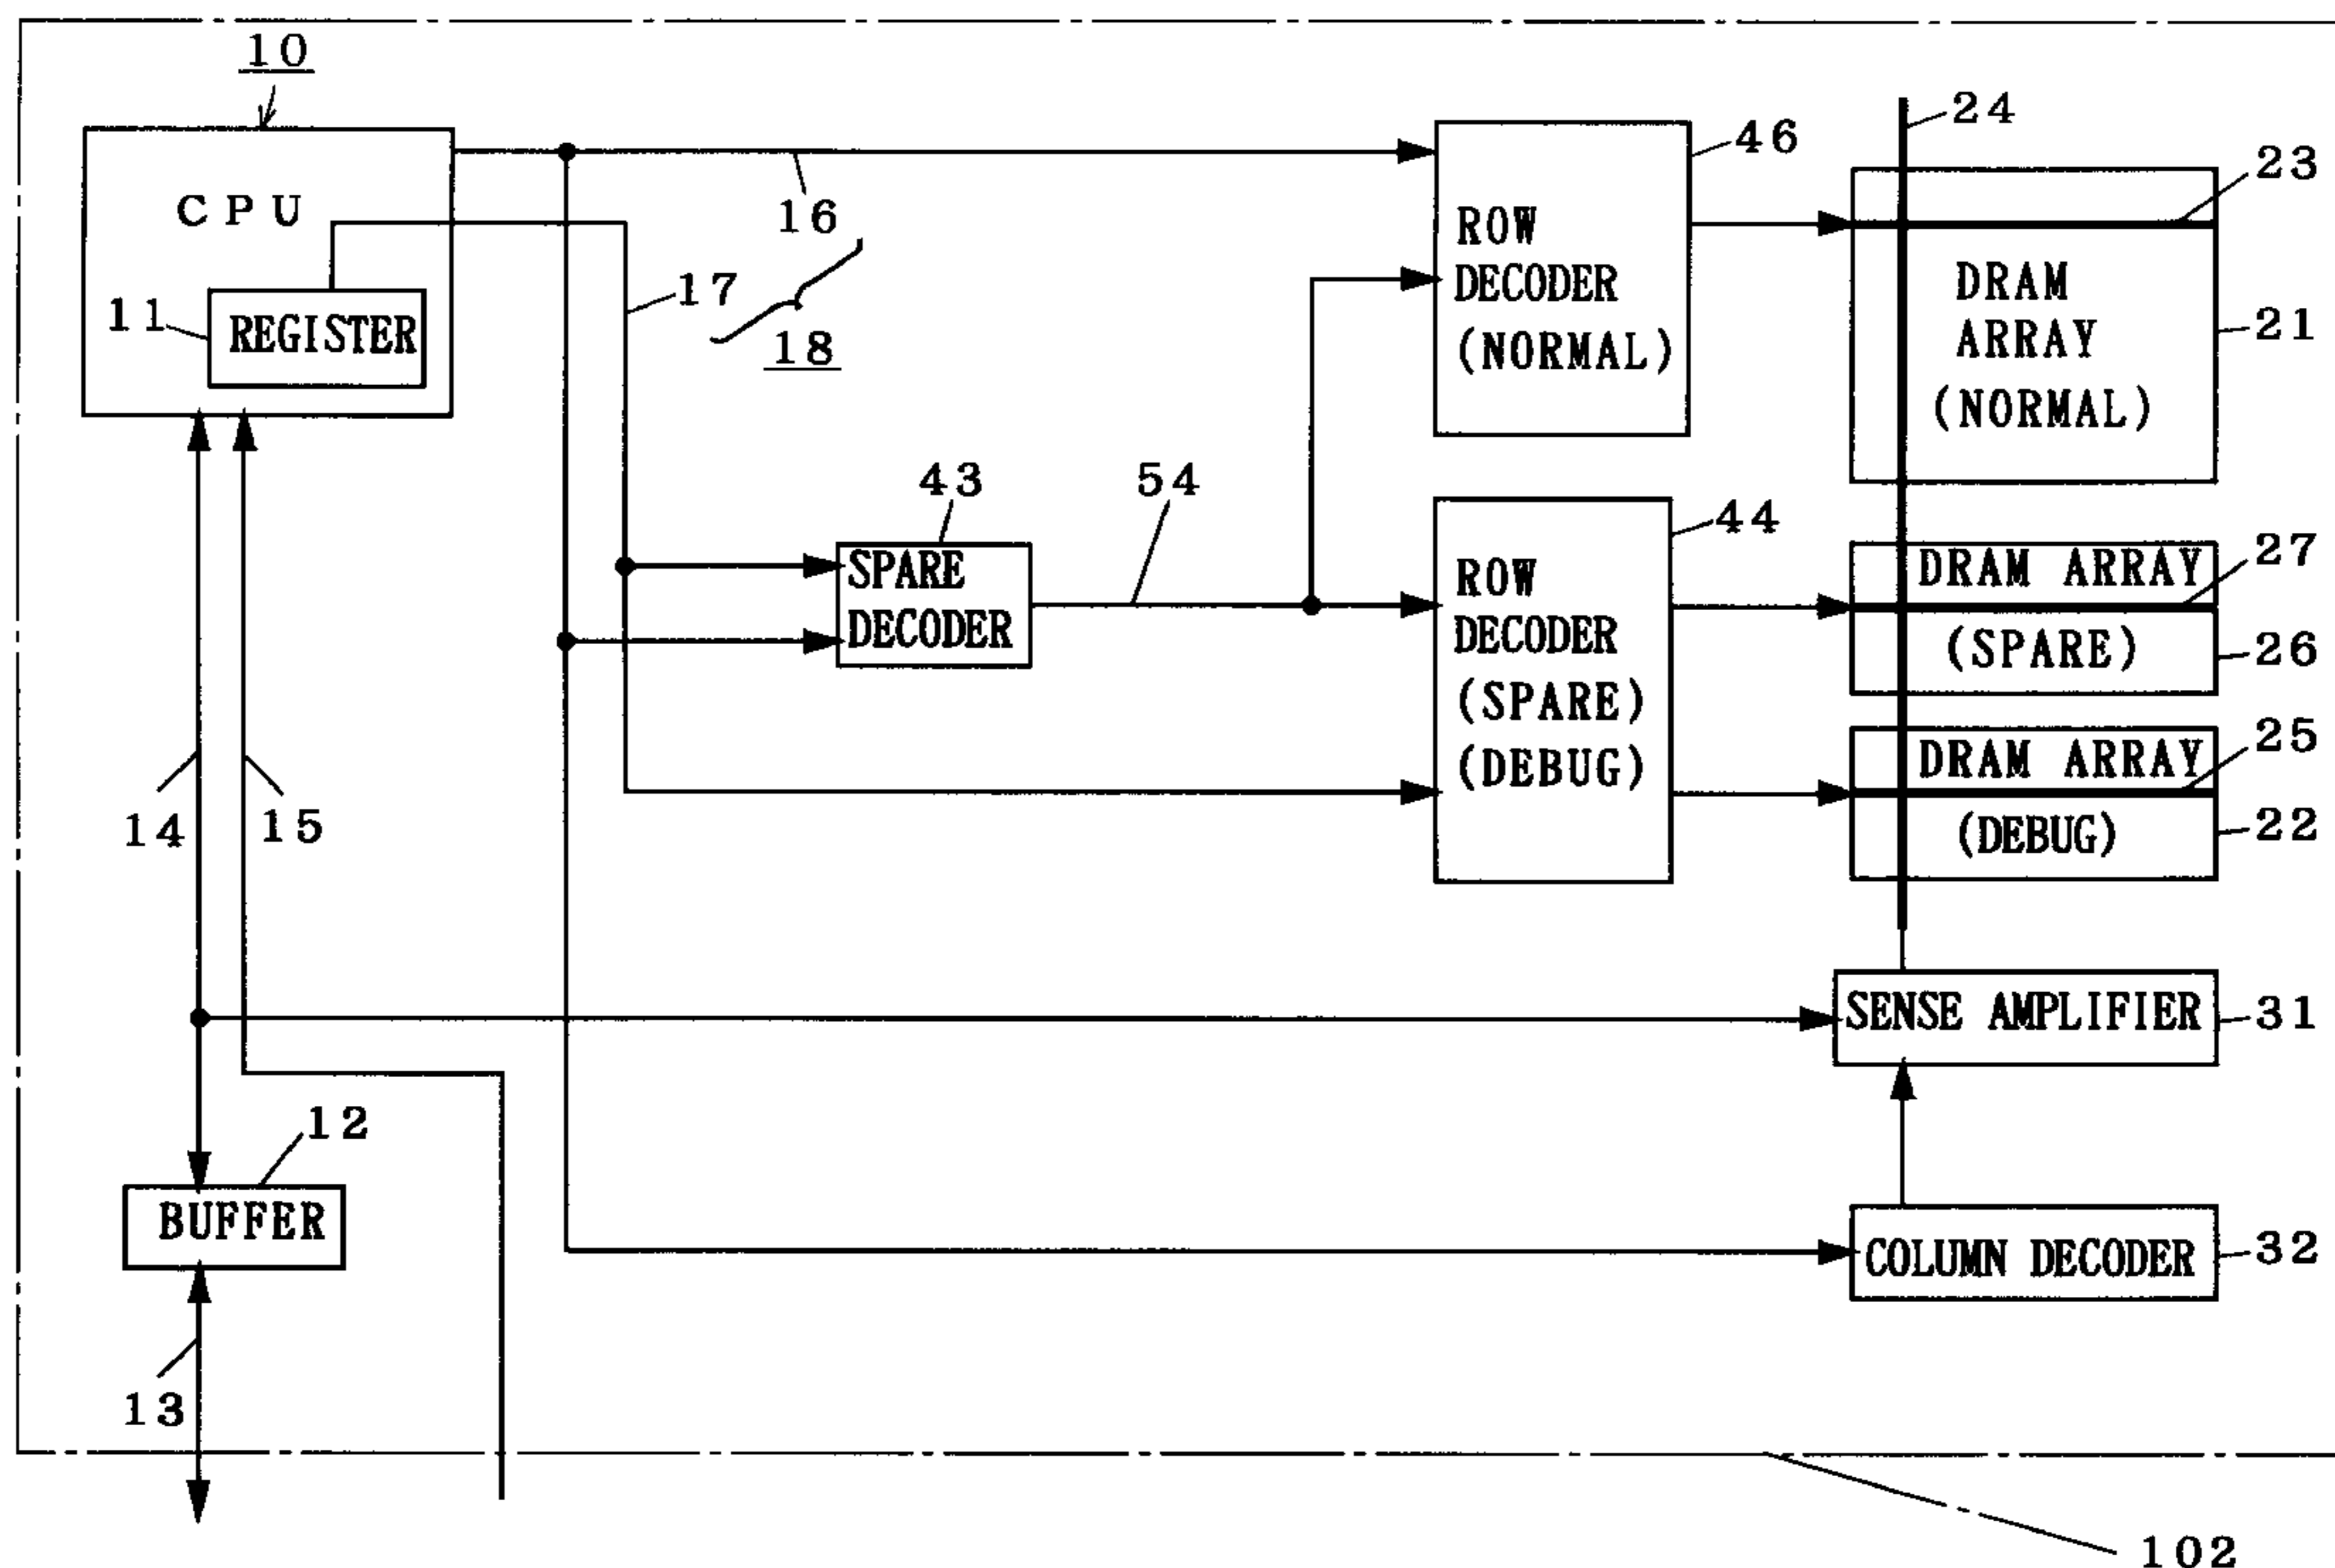 10
CPU
11
REGISTER
16
17
18
ROW
DECODER
(NORMAL)
46
24
23
DRAM
ARRAY
(NORMAL)
21
43
SPARE
DECODER
54
ROW
DECODER
(SPARE)
(DEBUG)
44
DRAM ARRAY
(SPARE)
27
26
DRAM ARRAY
(DEBUG)
25
22
14
15
SENSE AMPLIFIER
31
12
BUFFER
COLUMN DECODER
32
13
102